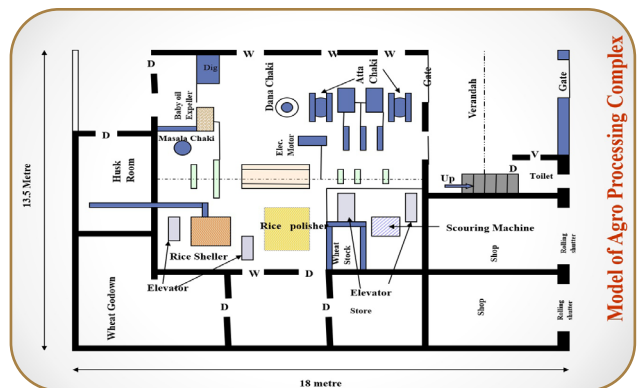 W
W
W
D
Dig
Baby oil
Expeller
Dana Chaki
Atta
Chaki
Gate
Verandah
Gate
Masala Chaki
D
Husk
Room
Elec.
Motor
V
D
Toilet
Up
13.5 Metre
Rice polisher
Scouring Machine
Rice Sheller
Wheat
Stock
Shop
Rolling
shutter
Elevator
W
D
Elevator
Wheat Godown
D
D
Store
Shop
Rolling
shutter
18 metre
Model of Agro Processing Complex